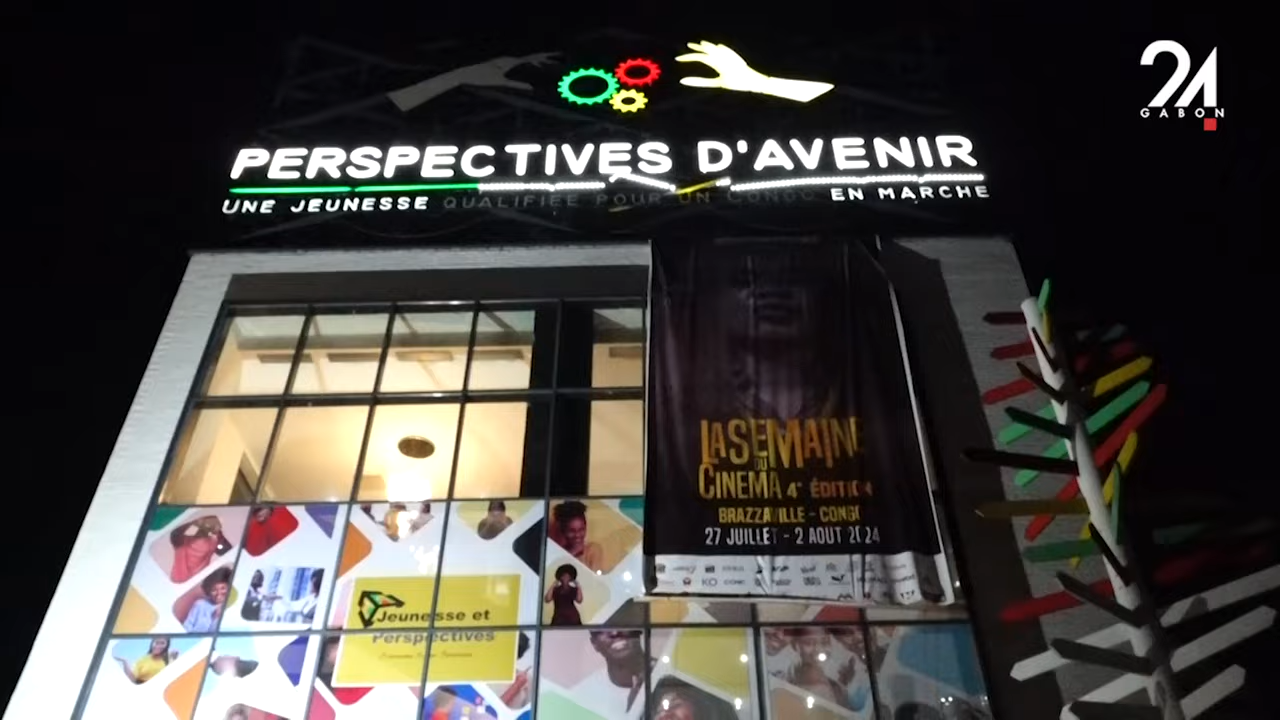 24
GABON
PERSPECTIVES D'AVENIR
UNE JEUNESSE QUALIFIÉE POUR UN CONGO EN MARCHE
LA SEMAINE
DU
CINEMA 4e ÉDITION
BRAZZAVILLE - CONGO
27 JUILLET - 2 AOUT 2024
Jeunesse et
Perspectives